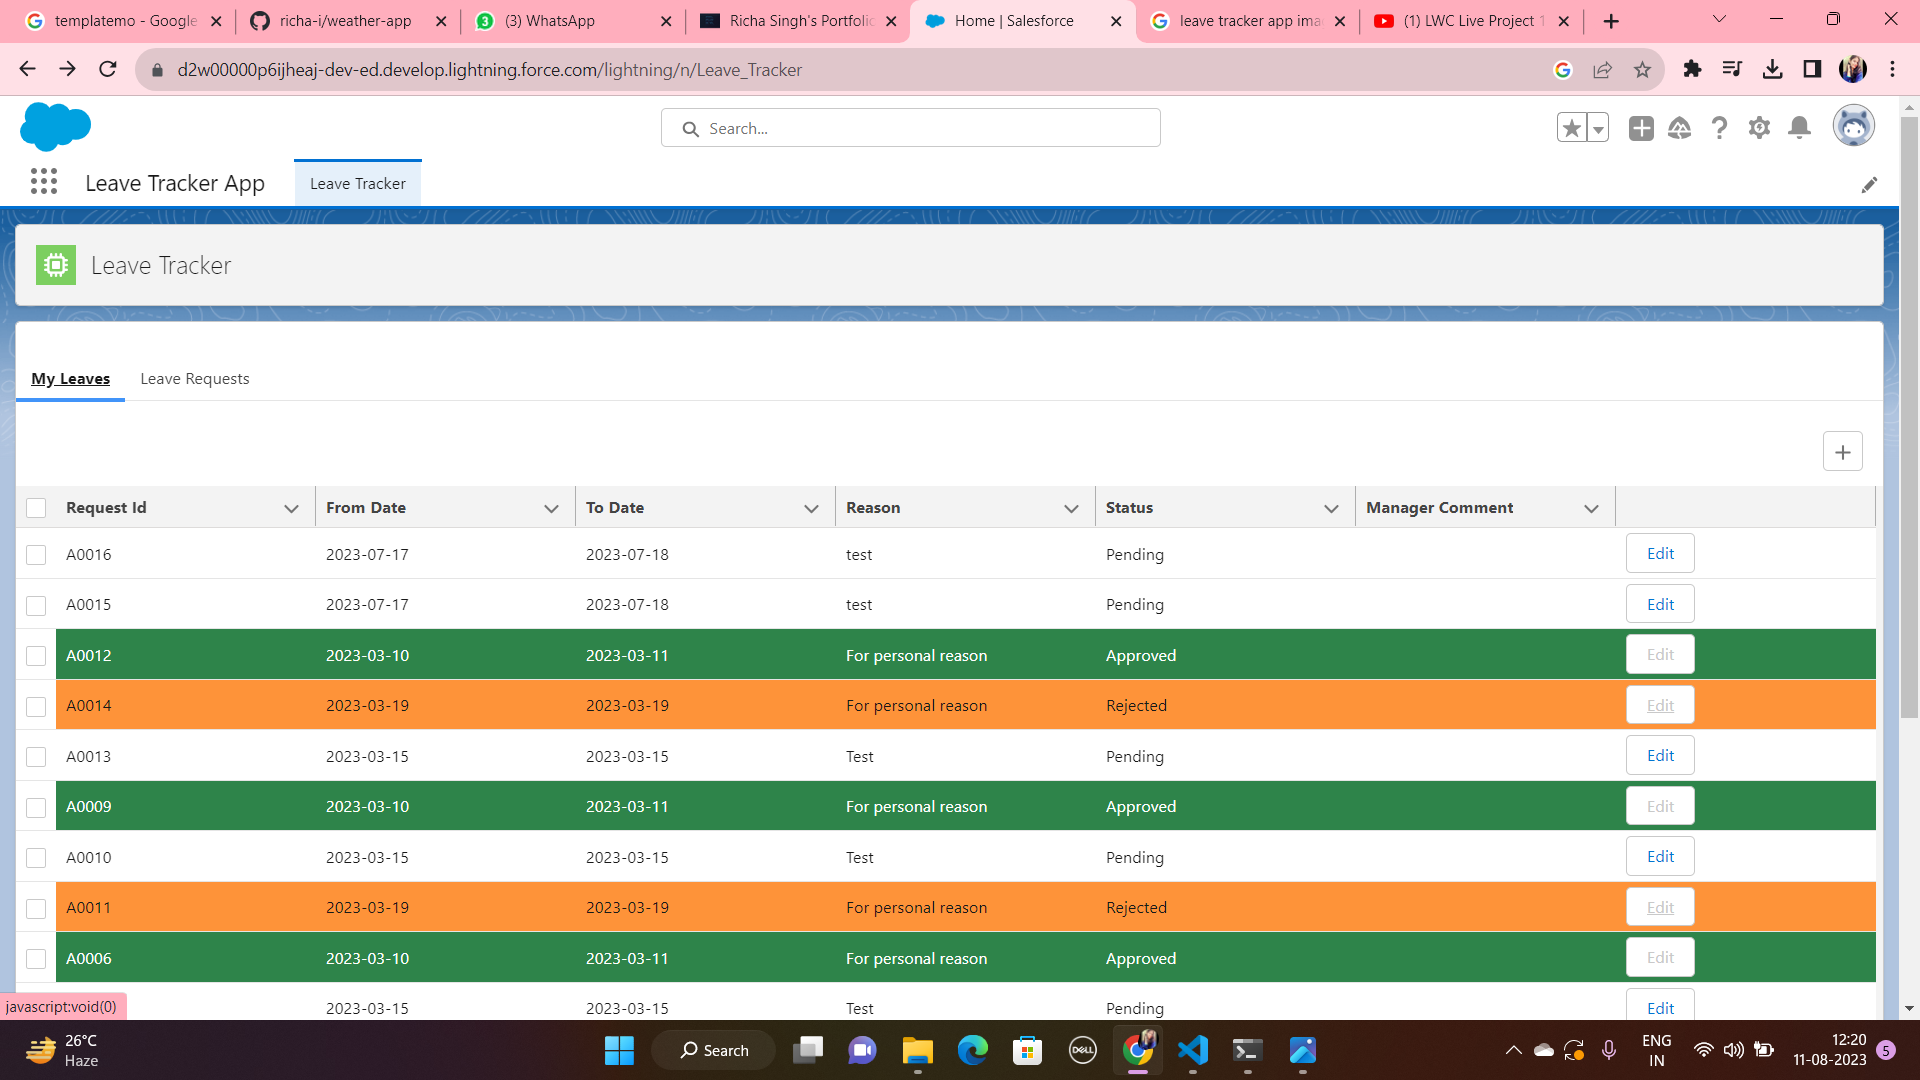 templatemo - Google
richa-i/weather-app
(3) WhatsApp
Richa Singh's Portfolio
Home | Salesforce
leave tracker app ima
(1) LWC Live Project 1
d2w00000p6ijheaj-dev-ed.develop.lightning.force.com/lightning/n/Leave_Tracker
Search...
Leave Tracker App
Leave Tracker
Leave Tracker
My Leaves
Leave Requests
Request Id From Date To Date Reason Status Manager Comment
A0016 2023-07-17 2023-07-18 test Pending Edit
A0015 2023-07-17 2023-07-18 test Pending Edit
A0012 2023-03-10 2023-03-11 For personal reason Approved Edit
A0014 2023-03-19 2023-03-19 For personal reason Rejected Edit
A0013 2023-03-15 2023-03-15 Test Pending Edit
A0009 2023-03-10 2023-03-11 For personal reason Approved Edit
A0010 2023-03-15 2023-03-15 Test Pending Edit
A0011 2023-03-19 2023-03-19 For personal reason Rejected Edit
A0006 2023-03-10 2023-03-11 For personal reason Approved Edit
2023-03-15 2023-03-15 Test Pending Edit
javascript:void(0)
26°C
Haze
Search
DELL
ENG
IN
12:20
11-08-2023
5